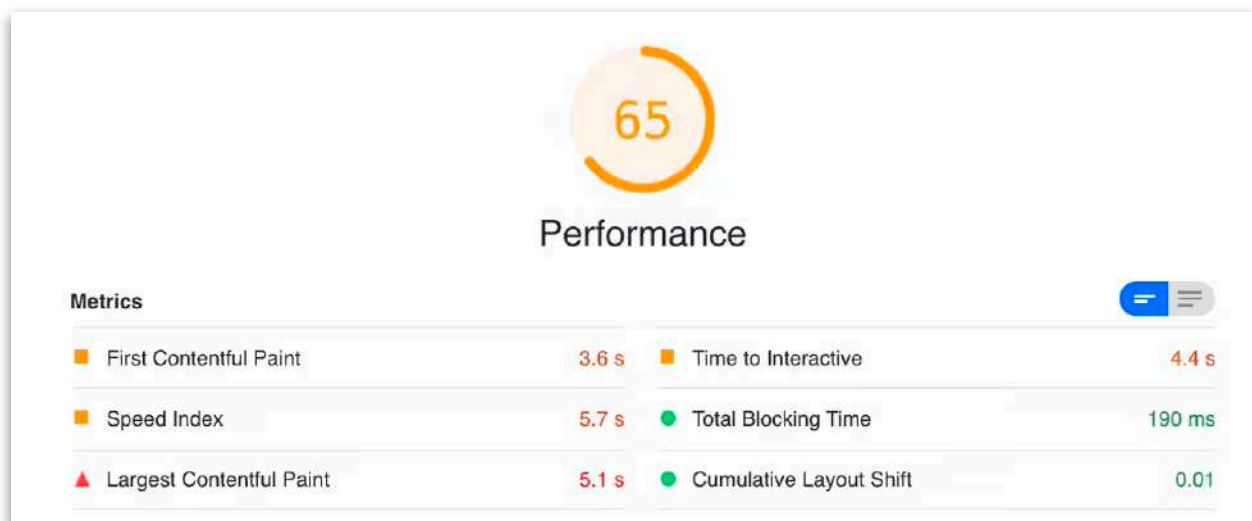 65
Performance
Metrics
First Contentful Paint 3.6 s Time to Interactive 4.4 s
Speed Index 5.7 s Total Blocking Time 190 ms
Largest Contentful Paint 5.1 s Cumulative Layout Shift 0.01